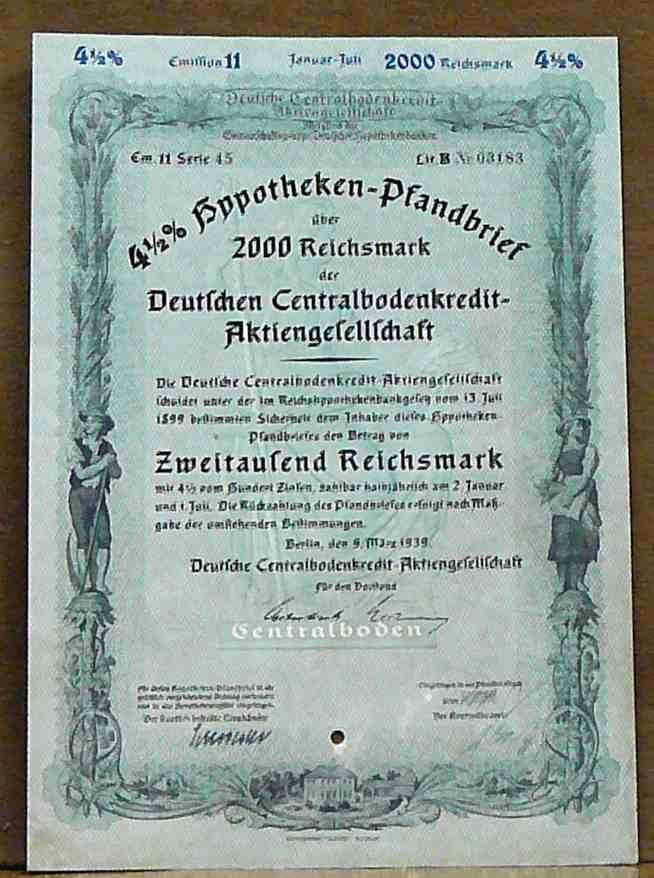 4½% Emission 11 Januar-Juli 2000 Reichsmark 4½%
Deutsche Centralbodenkredit-
Aktiengesellschaft
Em. 11 Serie 45 Lit. B № 03183
4½% Hypotheken-Pfandbrief
über
2000 Reichsmark
der
Deutschen Centralbodenkredit-
Aktiengesellschaft
Die Deutsche Centralbodenkredit-Aktiengesellschaft
schuldet unter der im Reichshypothekenbankgesetz vom 13. Juli
1899 bestimmten Sicherheit dem Inhaber dieses Hypotheken-
Pfandbriefes den Betrag von
Zweitausend Reichsmark
mit 4½ vom Hundert Zinsen, zahlbar halbjährlich am 2. Januar
und 1. Juli. Die Rückzahlung des Pfandbriefes erfolgt nach Maß-
gabe der umstehenden Bestimmungen.
Berlin, den 9. März 1939
Deutsche Centralbodenkredit-Aktiengesellschaft
Für den Vorstand
Centralboden